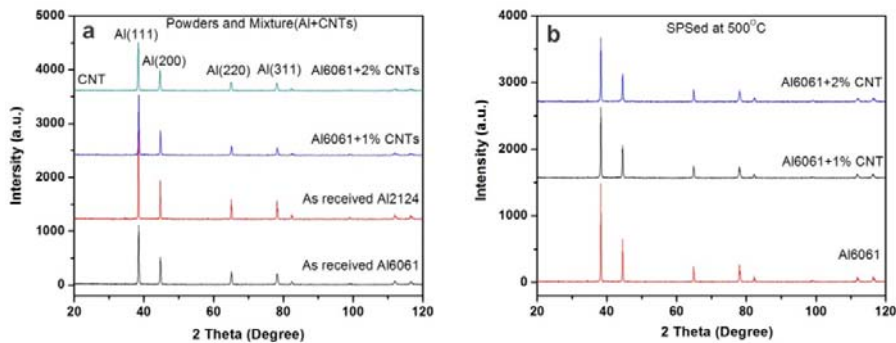 a
Powders and Mixture(Al+CNTs)
Al(111)
Al(200)
CNT
Al(220)
Al(311)
Al6061+2% CNTs
Al6061+1% CNTs
As received Al2124
As received Al6061
Intersity (a.u.)
5000
4000
3000
2000
1000
0
20 40 60 80 100 120
2 Theta (Degree)
b
SPSed at 500°C
Al6061+2% CNT
Al6061+1% CNT
Al6061
Intensity (a.u.)
4000
3000
2000
1000
0
20 40 60 80 100 120
2 Theta (Degree)